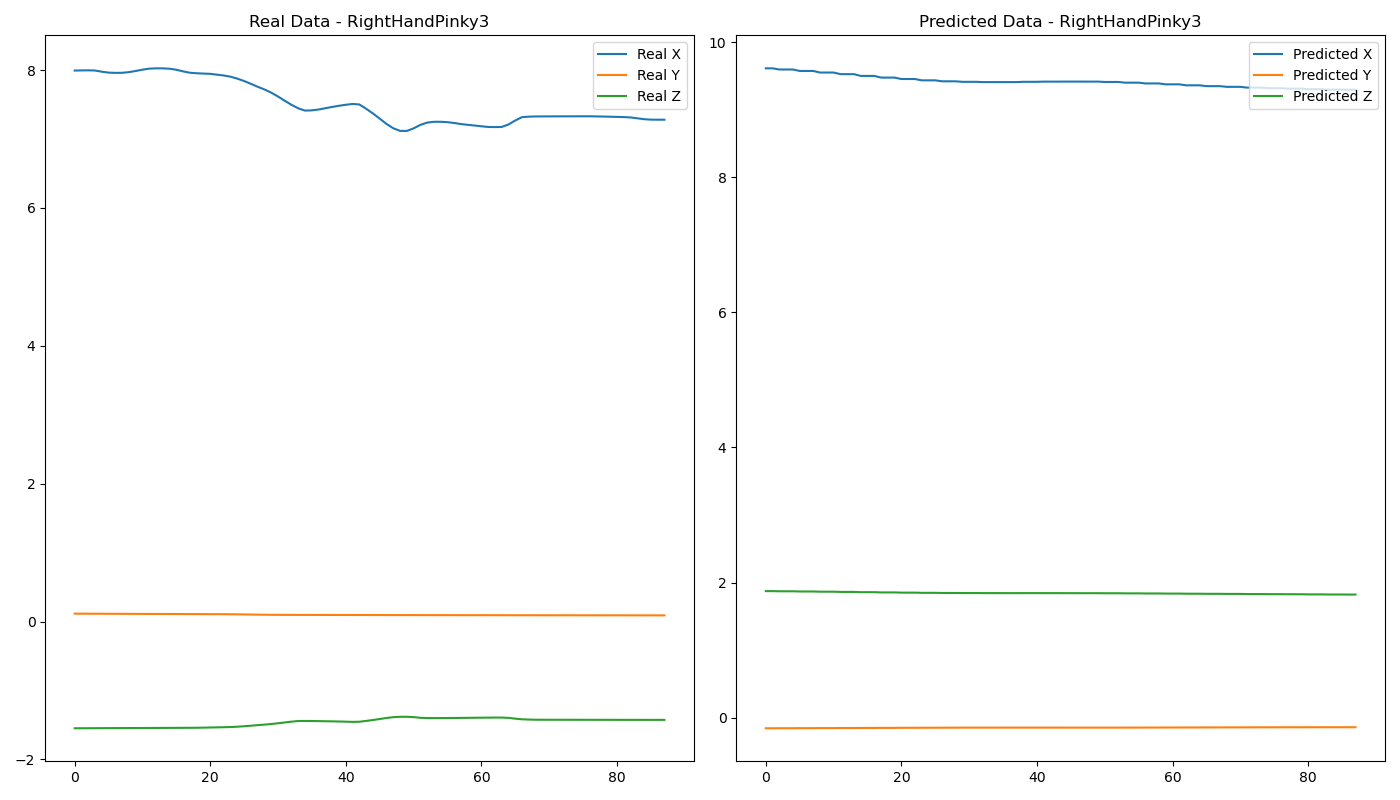 Real Data - RightHandPinky3
Real X
Real Y
Real Z
8
6
4
2
0
−2
0 20 40 60 80
Predicted Data - RightHandPinky3
Predicted X
Predicted Y
Predicted Z
10
8
6
4
2
0
0 20 40 60 80